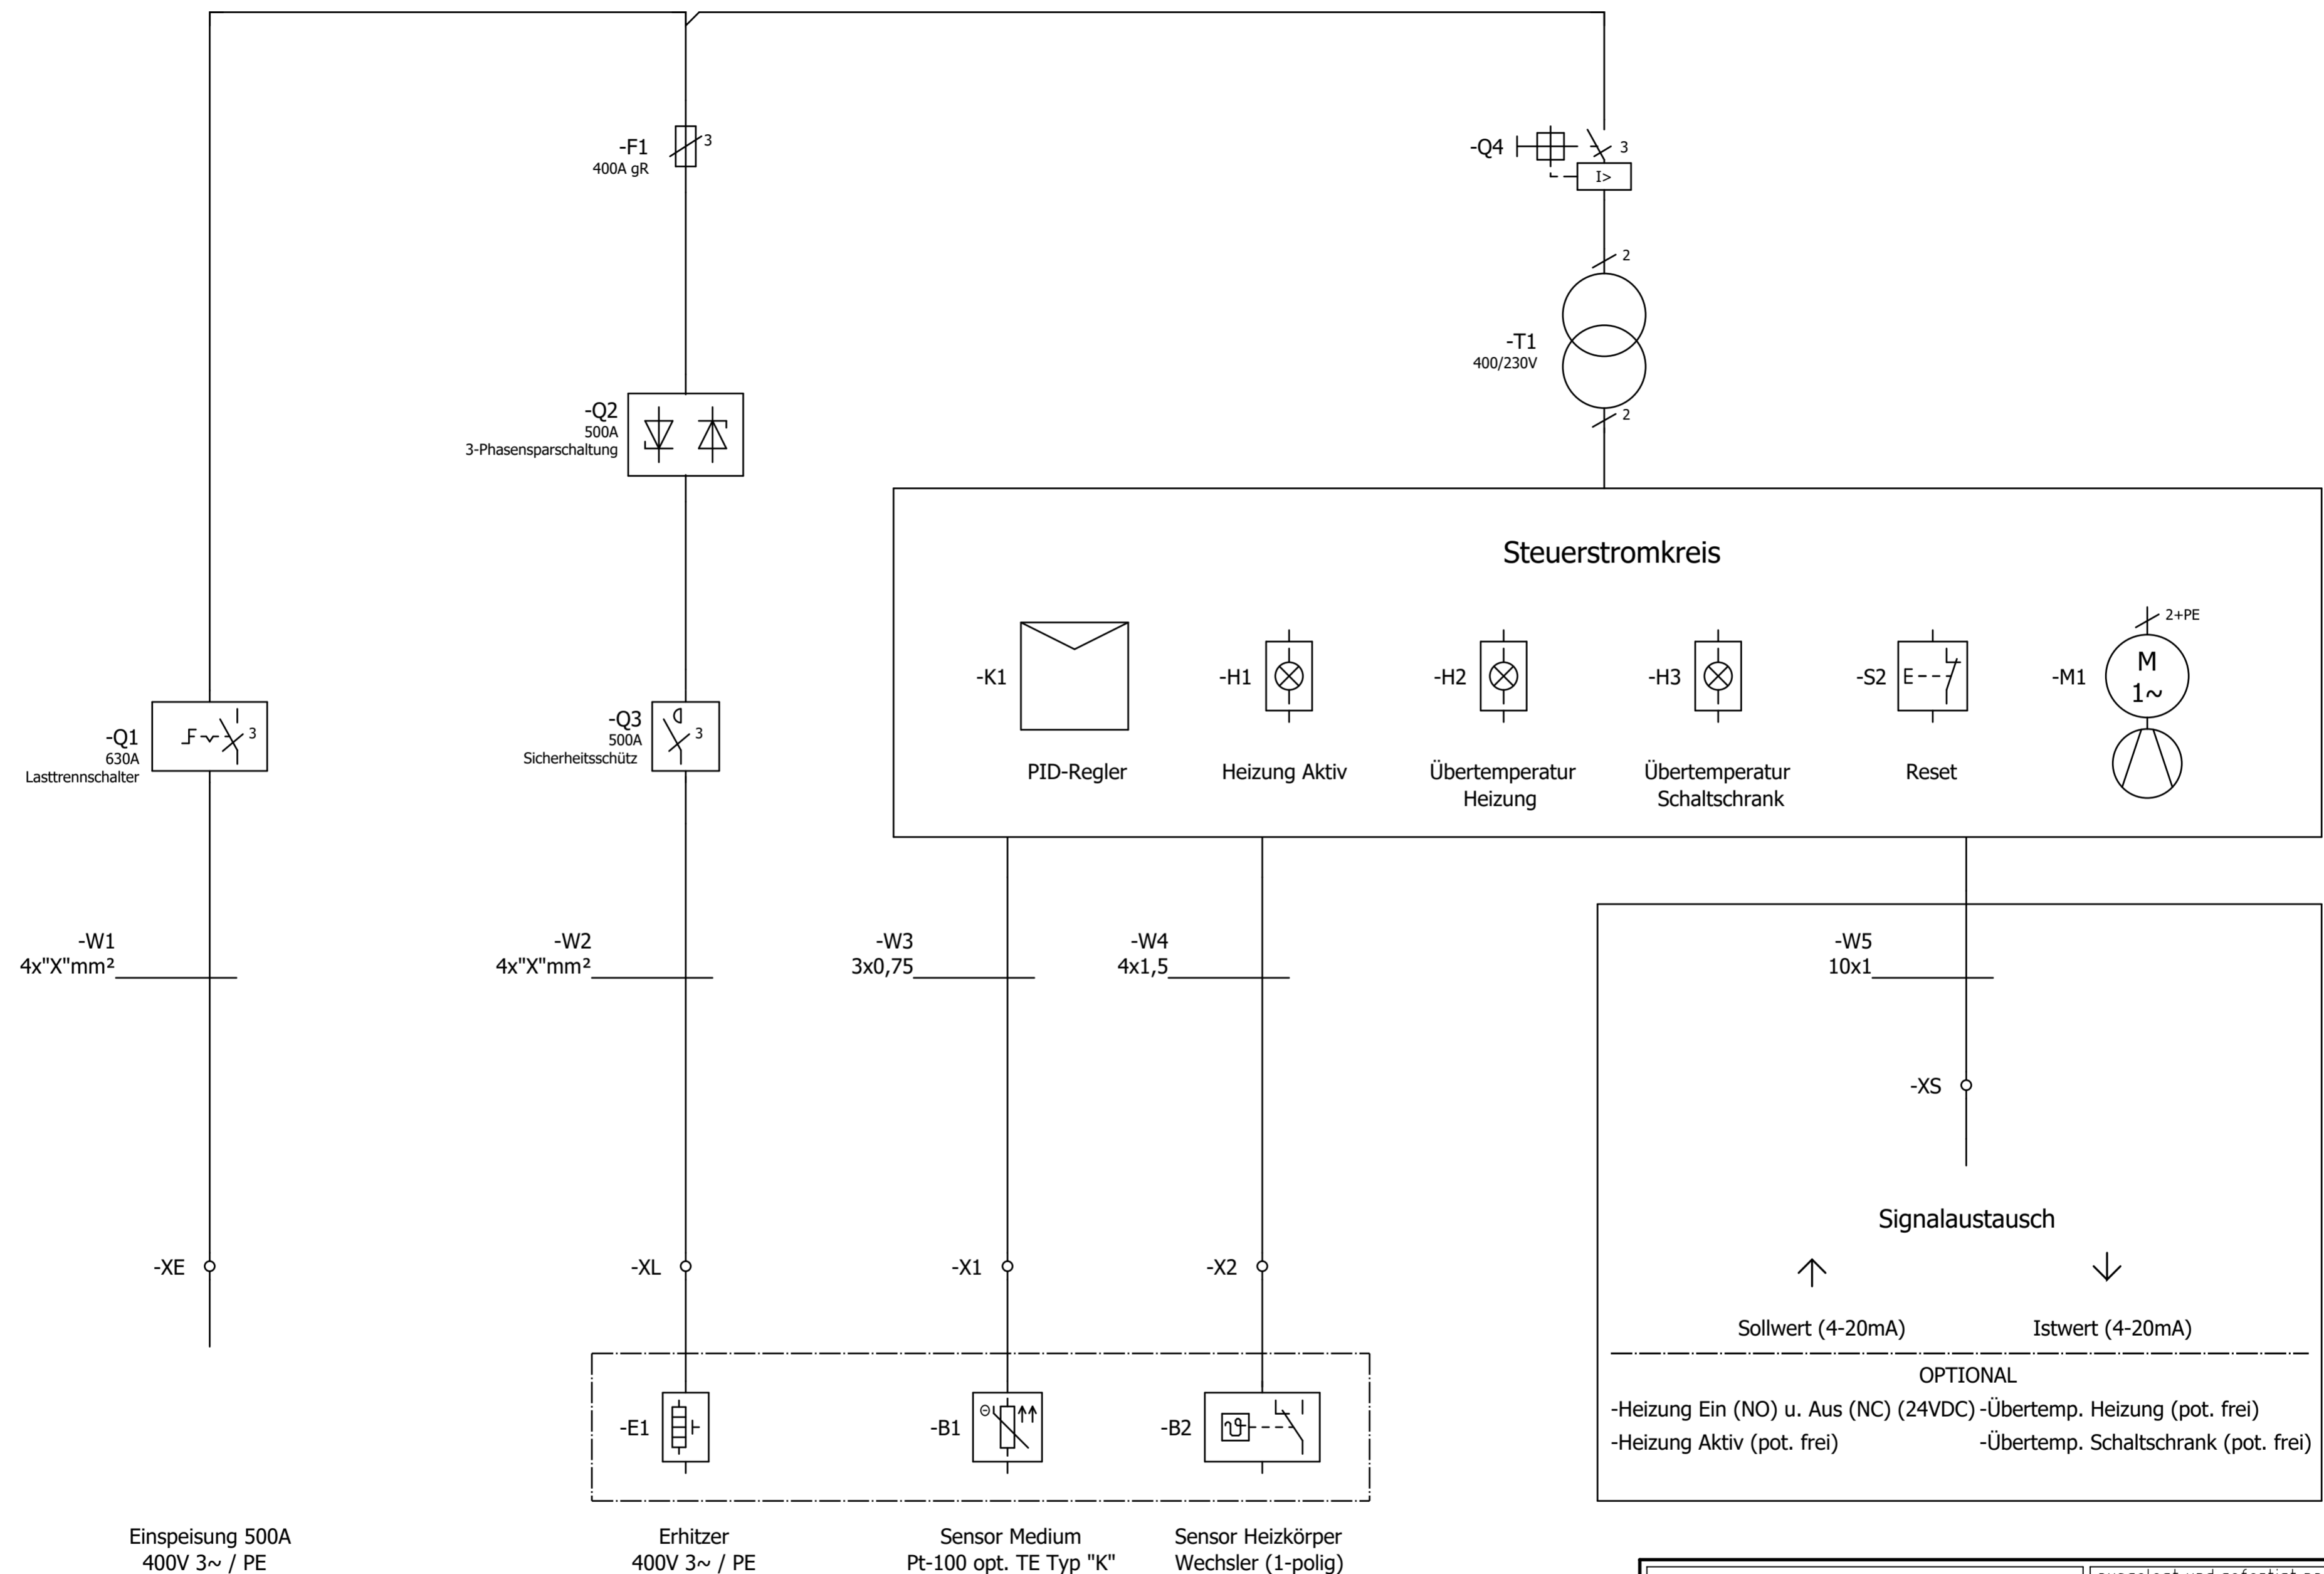 -F1
400A gR
3
-Q4
3
I>
2
-T1
400/230V
2
-Q2
500A
3-Phasensparschaltung
Steuerstromkreis
-K1
-H1
-H2
-H3
-S2
E
-M1
2+PE
M
1~
PID-Regler
Heizung Aktiv
Übertemperatur
Heizung
Übertemperatur
Schaltschrank
Reset
-Q1
630A
Lasttrennschalter
3
-Q3
500A
Sicherheitsschütz
3
-W1
4x"X"mm²
-W2
4x"X"mm²
-W3
3x0,75
-W4
4x1,5
-W5
10x1
-XS
Signalaustausch
-XE
-XL
-X1
-X2
Sollwert (4-20mA)
Istwert (4-20mA)
OPTIONAL
-Heizung Ein (NO) u. Aus (NC) (24VDC)
-Übertemp. Heizung (pot. frei)
-Heizung Aktiv (pot. frei)
-Übertemp. Schaltschrank (pot. frei)
-E1
-B1
Θ
-B2
ϑ
Einspeisung 500A
400V 3~ / PE
Erhitzer
400V 3~ / PE
Sensor Medium
Pt-100 opt. TE Typ "K"
Sensor Heizkörper
Wechsler (1-polig)